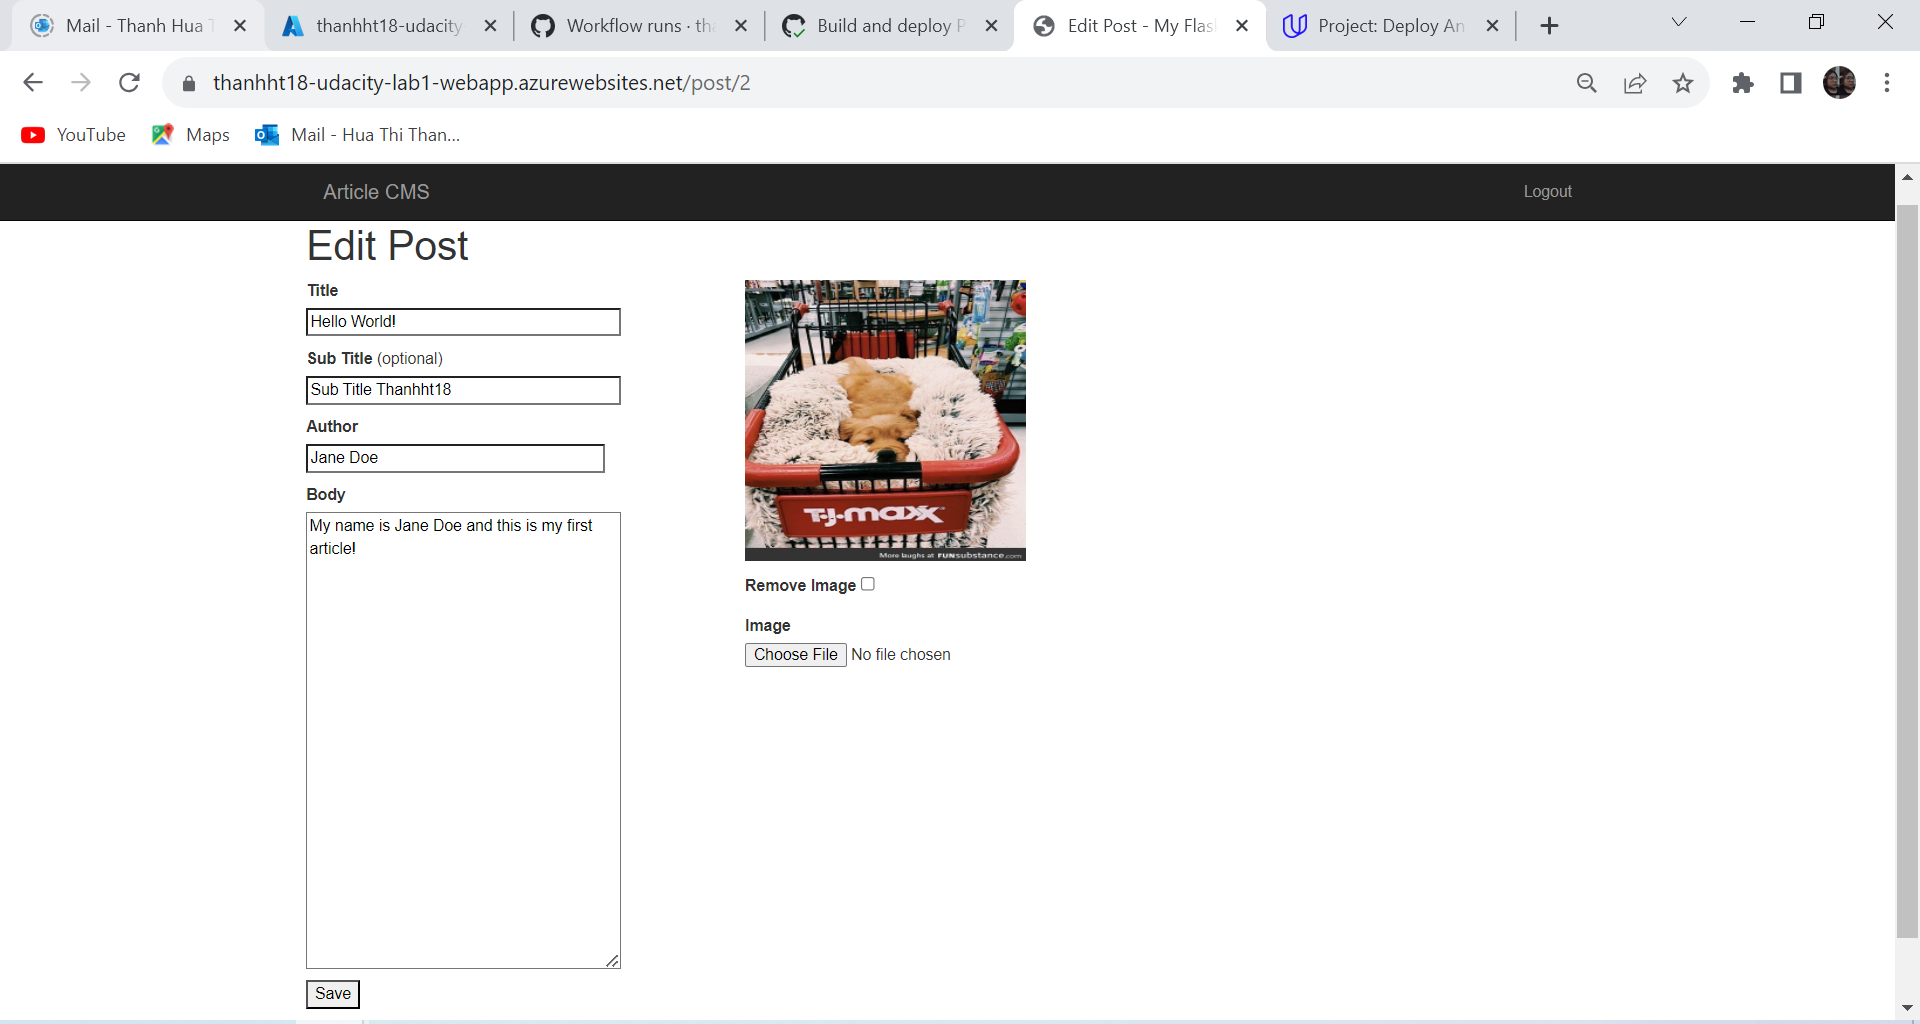 Mail - Thanh Hua T
thanhht18-udacity
Workflow runs · tha
Build and deploy P
Edit Post - My Flas
Project: Deploy An
thanhht18-udacity-lab1-webapp.azurewebsites.net/post/2
YouTube
Maps
Mail - Hua Thi Than...
Article CMS
Logout
Edit Post
Title
Hello World!
Sub Title (optional)
Sub Title Thanhht18
Author
Jane Doe
Body
My name is Jane Doe and this is my first
article!
T·J·maxx
More laughs at FUNsubstance.com
Remove Image
Image
Choose File No file chosen
Save